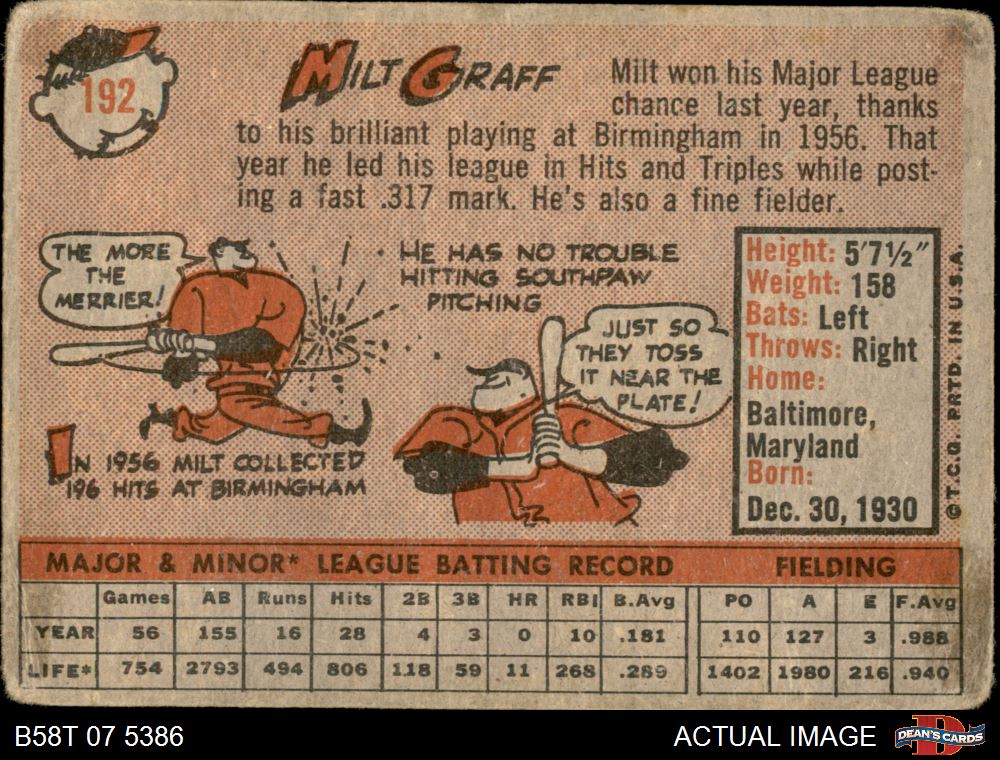 192
MILT GRAFF
Milt won his Major League
chance last year, thanks
to his brilliant playing at Birmingham in 1956. That
year he led his league in Hits and Triples while post-
ing a fast .317 mark. He's also a fine fielder.
THE MORE
THE
MERRIER!
HE HAS NO TROUBLE
HITTING SOUTHPAW
PITCHING
JUST SO
THEY TOSS
IT NEAR THE
PLATE!
IN 1956 MILT COLLECTED
196 HITS AT BIRMINGHAM
Height: 5'7½"
Weight: 158
Bats: Left
Throws: Right
Home:
Baltimore,
Maryland
Born:
Dec. 30, 1930
©T.C.G. PRTD. IN U.S.A.
MAJOR & MINOR* LEAGUE BATTING RECORD FIELDING
Games AB Runs Hits 2B 3B HR RBI B.Avg PO A E F.Avg
YEAR 56 155 16 28 4 3 0 10 .181 110 127 3 .988
LIFE* 754 2793 494 806 118 59 11 268 .289 1402 1980 216 .940
B58T 07 5386
ACTUAL IMAGE
D
DEAN'S CARDS